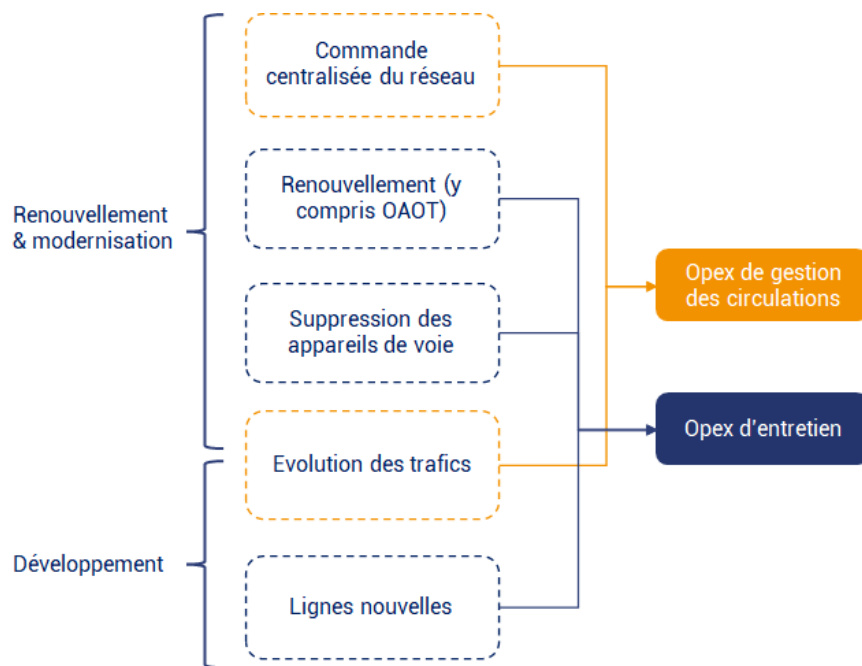 Commande
centralisée du réseau
Renouvellement (y
compris OAOT)
Renouvellement
& modernisation
Opex de gestion
des circulations
Suppression des
appareils de voie
Opex d'entretien
Evolution des trafics
Développement
Lignes nouvelles